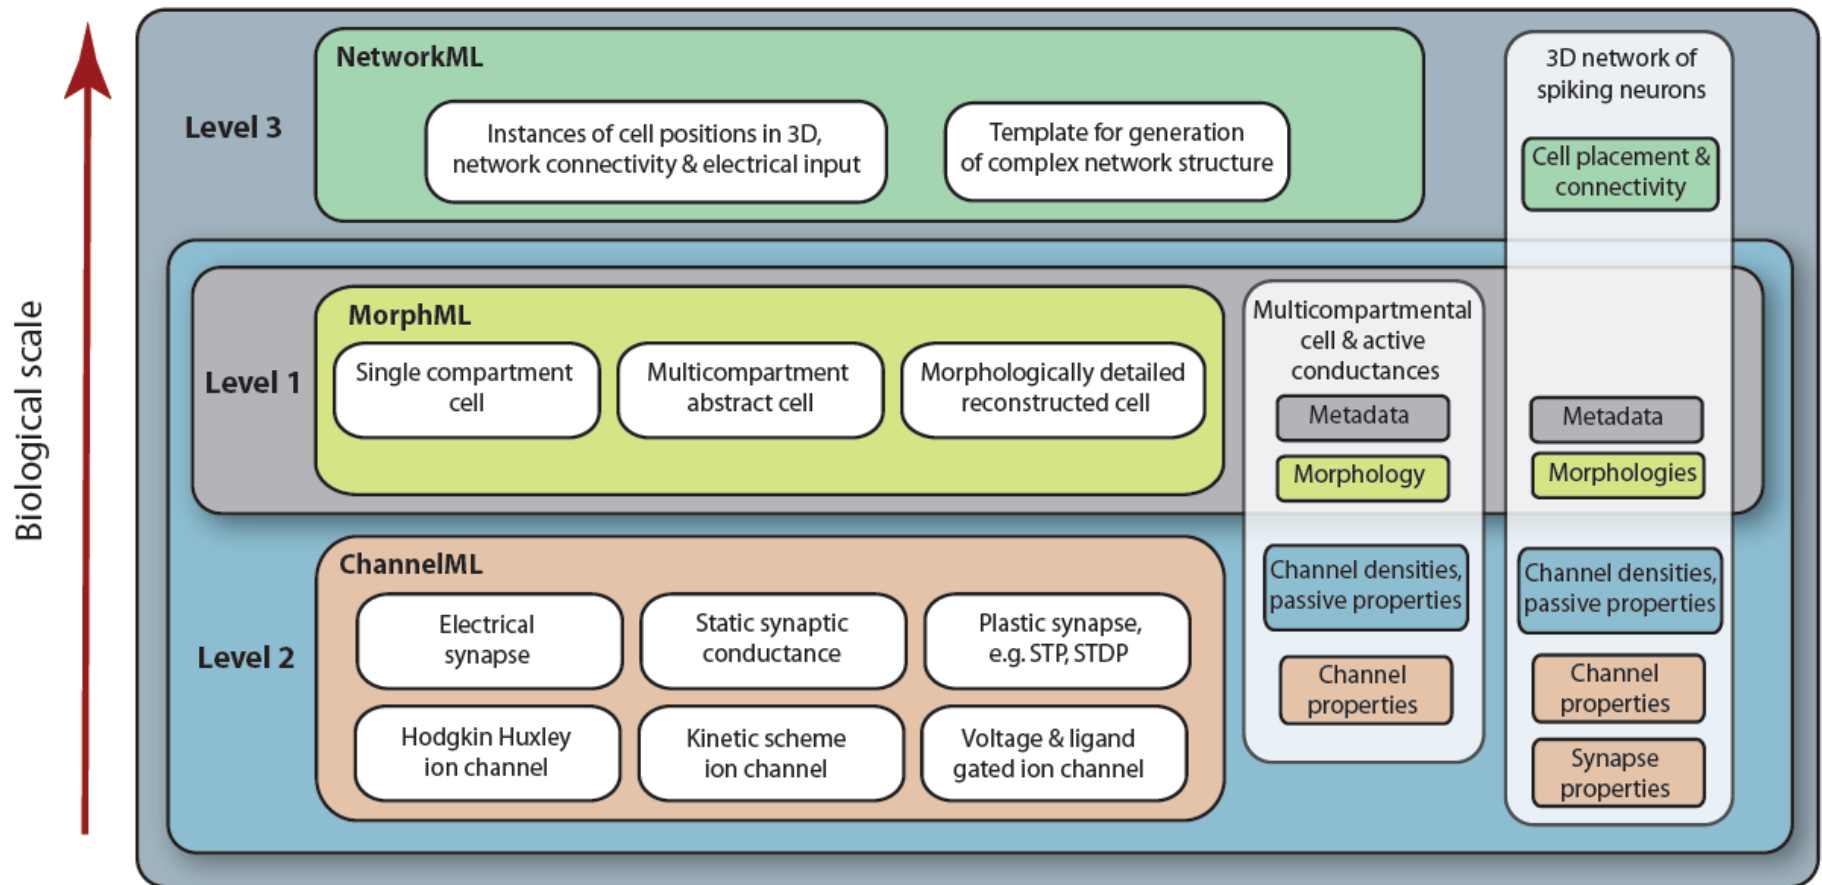 Biological scale
Level 3
NetworkML
Instances of cell positions in 3D,
network connectivity & electrical input
Template for generation
of complex network structure
Level 1
MorphML
Single compartment
cell
Multicompartment
abstract cell
Morphologically detailed
reconstructed cell
Level 2
ChannelML
Electrical
synapse
Static synaptic
conductance
Plastic synapse,
e.g. STP, STDP
Hodgkin Huxley
ion channel
Kinetic scheme
ion channel
Voltage & ligand
gated ion channel
Multicompartmental
cell & active
conductances
Metadata
Morphology
Channel densities,
passive properties
Channel
properties
3D network of
spiking neurons
Cell placement &
connectivity
Metadata
Morphologies
Channel densities,
passive properties
Channel
properties
Synapse
properties